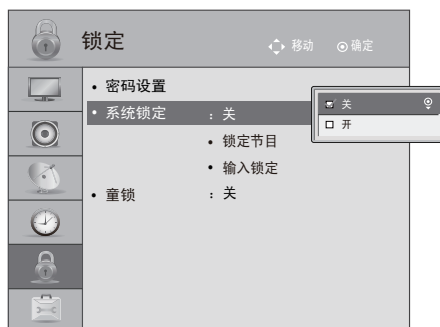 锁定
移动 确定
• 密码设置
• 系统锁定 : 关
关
开
• 锁定节目
• 输入锁定
• 童锁 : 关